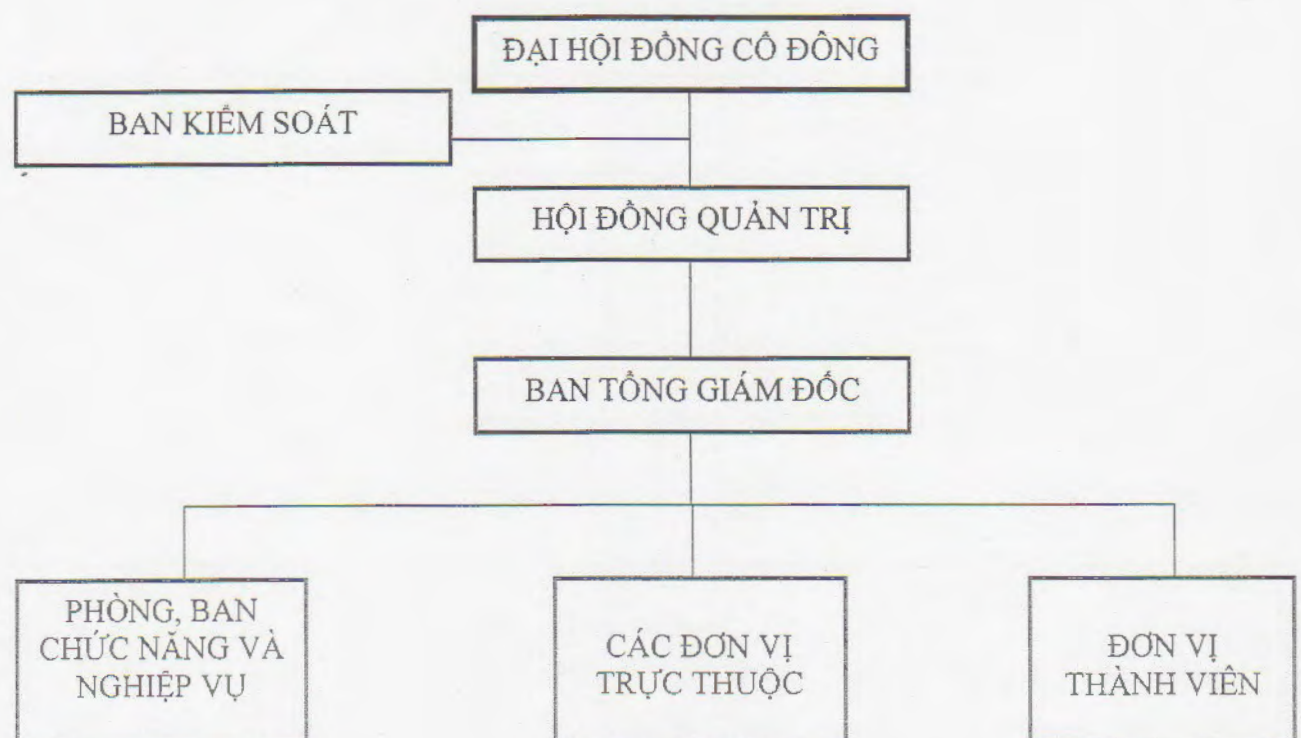 ĐẠI HỘI ĐỒNG CỔ ĐÔNG
BAN KIỂM SOÁT
HỘI ĐỒNG QUẢN TRỊ
BAN TỔNG GIÁM ĐỐC
PHÒNG, BAN
CHỨC NĂNG VÀ
NGHIỆP VỤ
CÁC ĐƠN VỊ
TRỰC THUỘC
ĐƠN VỊ
THÀNH VIÊN